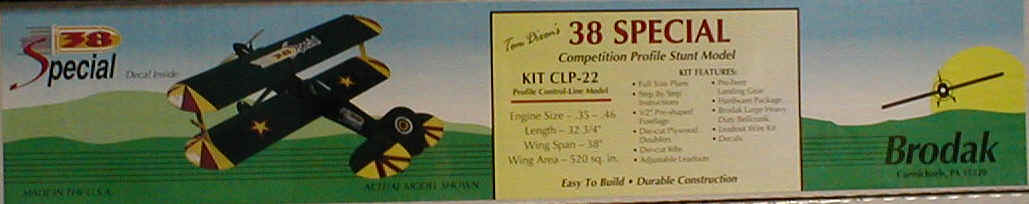 38
Special
Decal Inside
MADE IN THE U.S.A.
ACTUAL MODEL SHOWN
Tom Dixon's
38 SPECIAL
Competition Profile Stunt Model
KIT CLP-22
Profile Control-Line Model
Engine Size – .35 – .46
Length – 32 3/4"
Wing Span – 38"
Wing Area – 520 sq. in.
KIT FEATURES:
• Full Size Plans
• Step By Step
Instructions
• 1/2" Pre-shaped
Fuselage
• Die-cut Plywood
Doublers
• Die-cut Ribs
• Adjustable Leadouts
• Pre-bent
Landing Gear
• Hardware Package
• Brodak Large Heavy
Duty Bellcrank
• Leadout Wire Kit
• Decals
Easy To Build • Durable Construction
Brodak
Carmichaels, PA